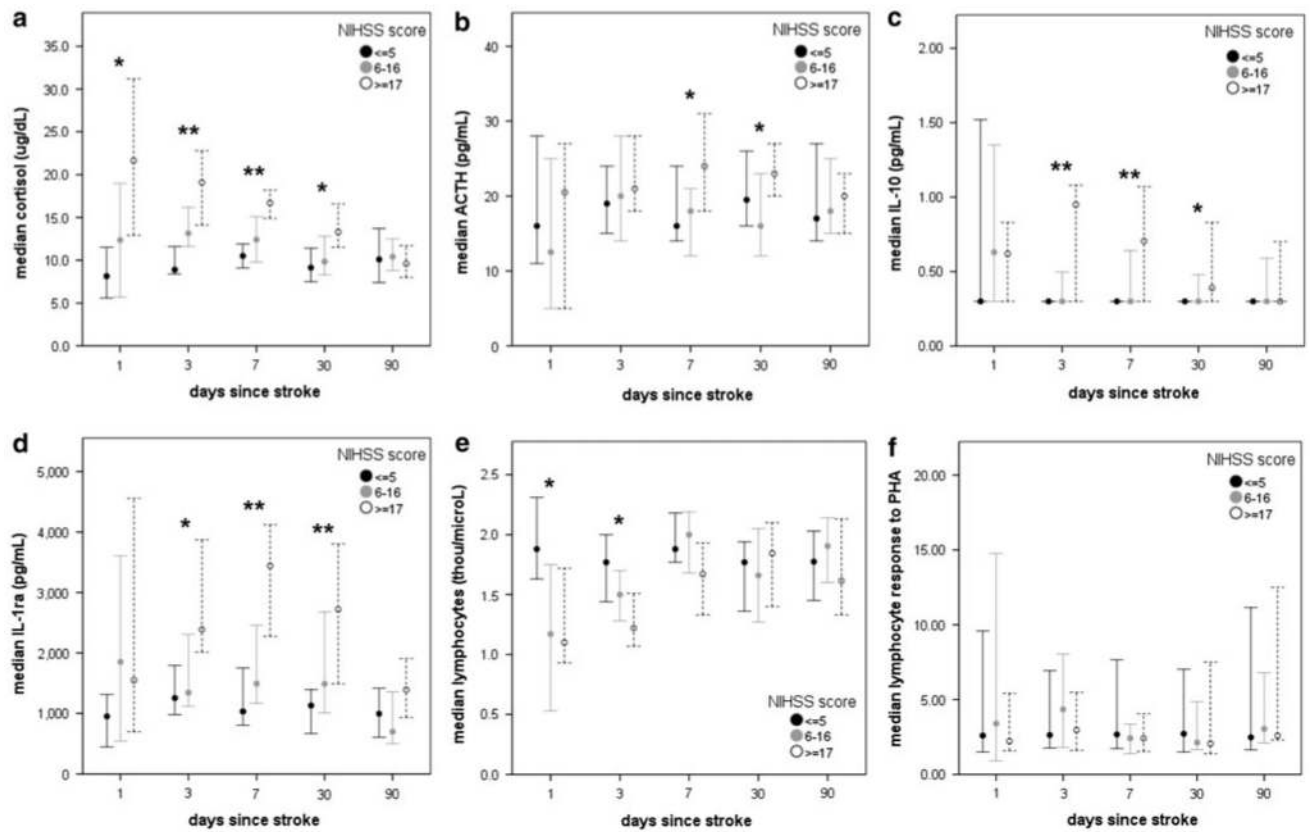 a
NIHSS score
<=5
6-16
>=17
35.0
30.0
25.0
20.0
15.0
10.0
5.0
0.0
*
**
**
*
median cortisol (ug/dL)
1 3 7 30 90
days since stroke
b
NIHSS score
<=5
6-16
>=17
40
30
20
10
0
*
*
median ACTH (pg/mL)
1 3 7 30 90
days since stroke
c
NIHSS score
<=5
6-16
>=17
2.00
1.50
1.00
0.50
0.00
**
**
*
median IL-10 (pg/mL)
1 3 7 30 90
days since stroke
d
NIHSS score
<=5
6-16
>=17
5,000
4,000
3,000
2,000
1,000
0
*
**
**
median IL-1ra (pg/mL)
1 3 7 30 90
days since stroke
e
2.5
2.0
1.5
1.0
0.5
0.0
*
*
median lymphocytes (thou/microL)
NIHSS score
<=5
6-16
>=17
1 3 7 30 90
days since stroke
f
NIHSS score
<=5
6-16
>=17
20.00
15.00
10.00
5.00
0.00
median lymphocyte response to PHA
1 3 7 30 90
days since stroke